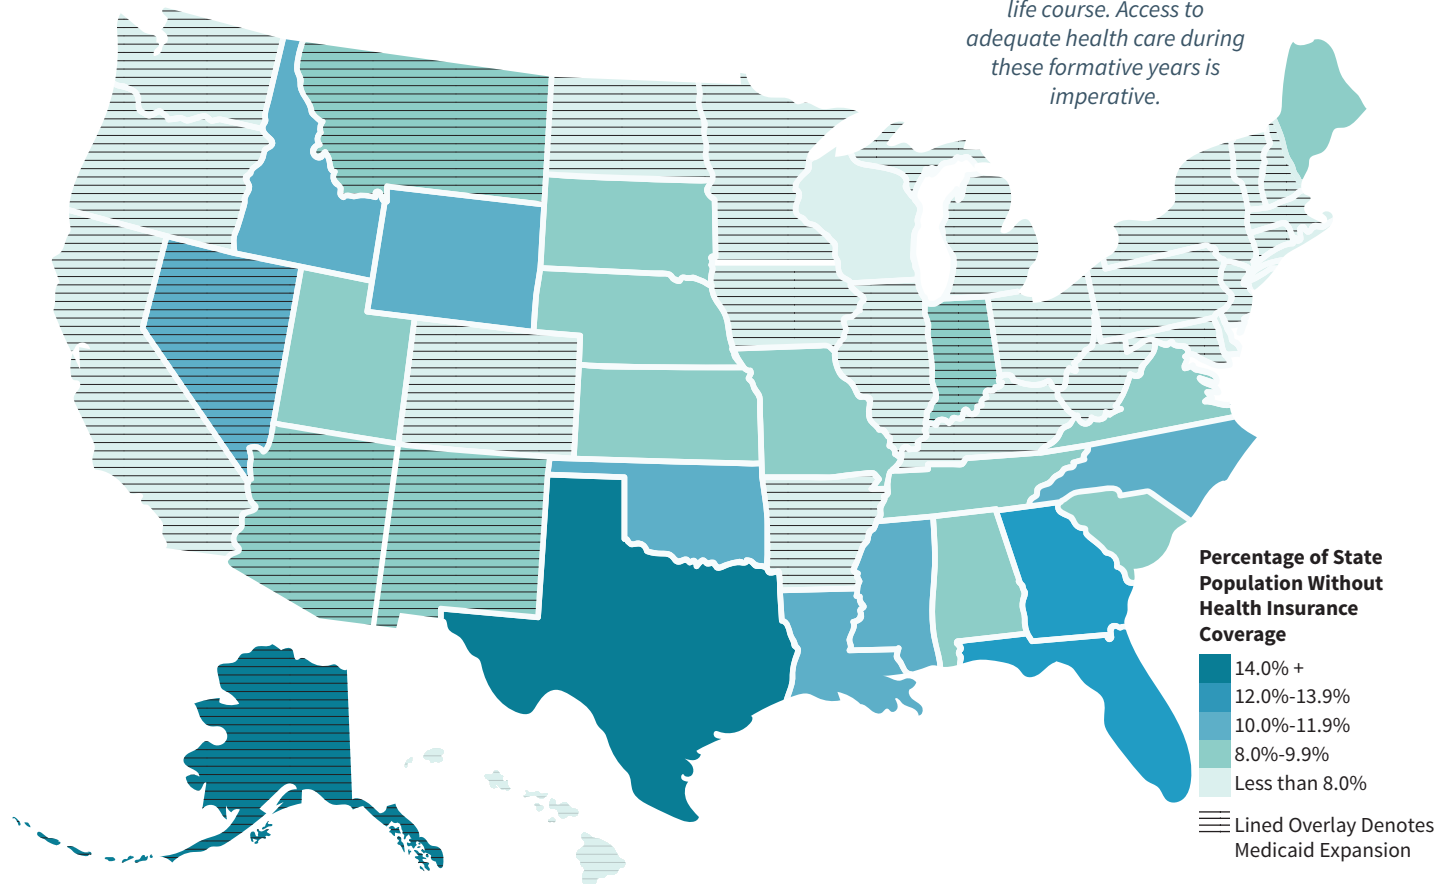 life course. Access to
adequate health care during
these formative years is
imperative.
Percentage of State
Population Without
Health Insurance
Coverage
14.0% +
12.0%-13.9%
10.0%-11.9%
8.0%-9.9%
Less than 8.0%
Lined Overlay Denotes
Medicaid Expansion